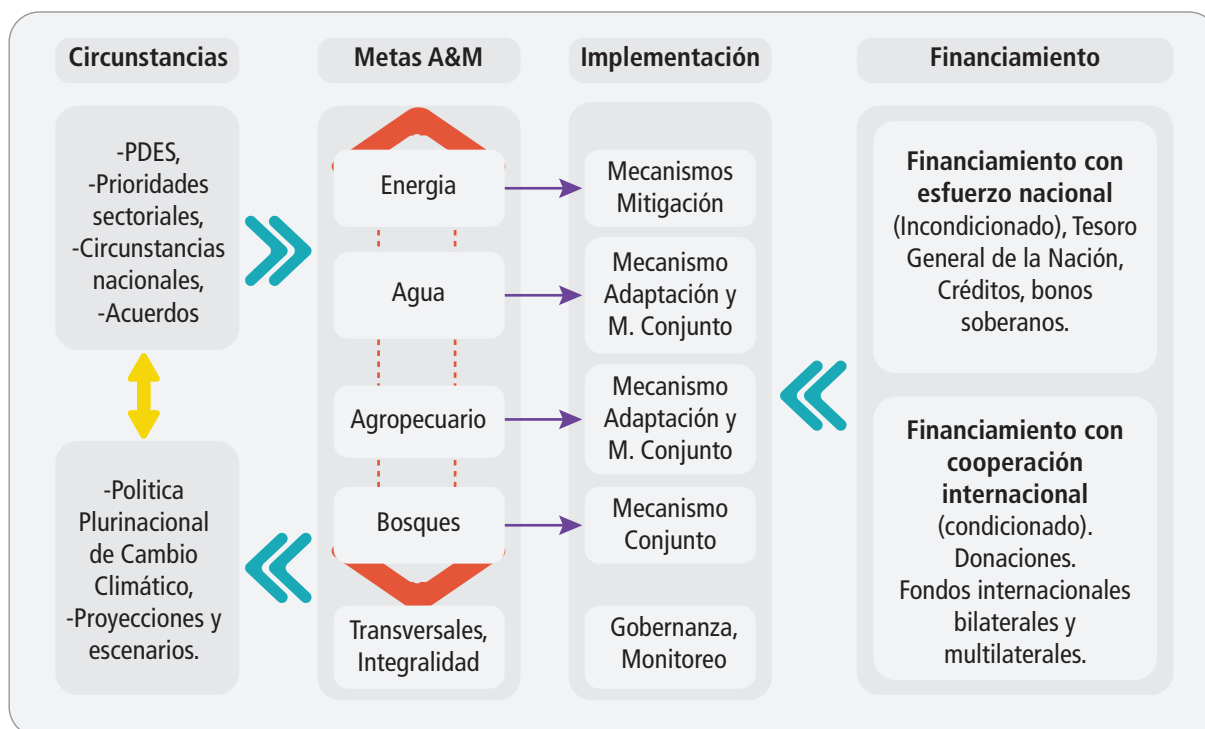 Circunstancias
-PDES,
-Prioridades
sectoriales,
-Circunstancias
nacionales,
-Acuerdos
-Politica
Plurinacional
de Cambio
Climático,
-Proyecciones y
escenarios.
Metas A&M
Energia
Agua
Agropecuario
Bosques
Transversales,
Integralidad
Implementación
Mecanismos
Mitigación
Mecanismo
Adaptación y
M. Conjunto
Mecanismo
Adaptación y
M. Conjunto
Mecanismo
Conjunto
Gobernanza,
Monitoreo
Financiamiento
Financiamiento con
esfuerzo nacional
(Incondicionado), Tesoro
General de la Nación,
Créditos, bonos
soberanos.
Financiamiento con
cooperación
internacional
(condicionado).
Donaciones.
Fondos internacionales
bilaterales y
multilaterales.